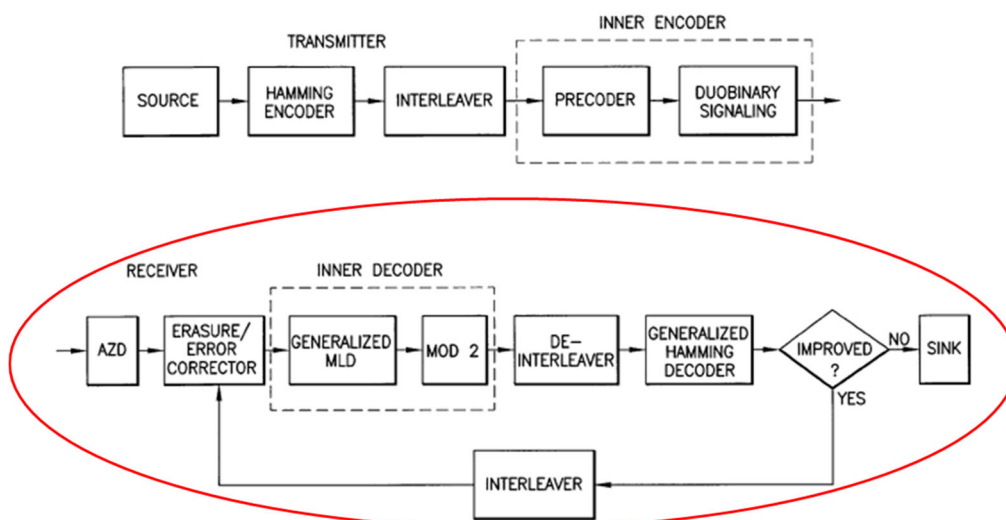 INNER ENCODER
TRANSMITTER
SOURCE
HAMMING
ENCODER
INTERLEAVER
PRECODER
DUOBINARY
SIGNALING
RECEIVER
INNER DECODER
AZD
ERASURE/
ERROR
CORRECTOR
GENERALIZED
MLD
MOD 2
DE-
INTERLEAVER
GENERALIZED
HAMMING
DECODER
IMPROVED
?
NO
SINK
YES
INTERLEAVER